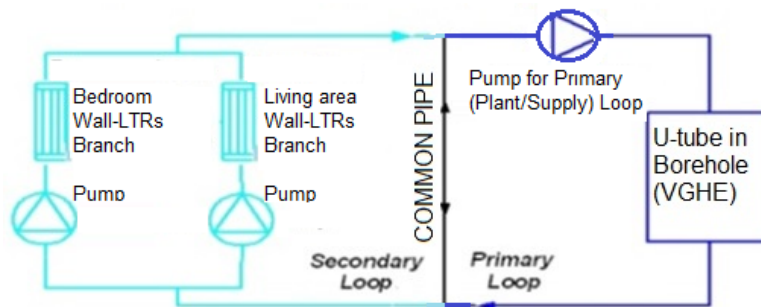 Bedroom
Wall-LTRs
Branch
Pump
Living area
Wall-LTRs
Branch
Pump
COMMON PIPE
Pump for Primary
(Plant/Supply) Loop
U-tube in
Borehole
(VGHE)
Secondary
Loop
Primary
Loop